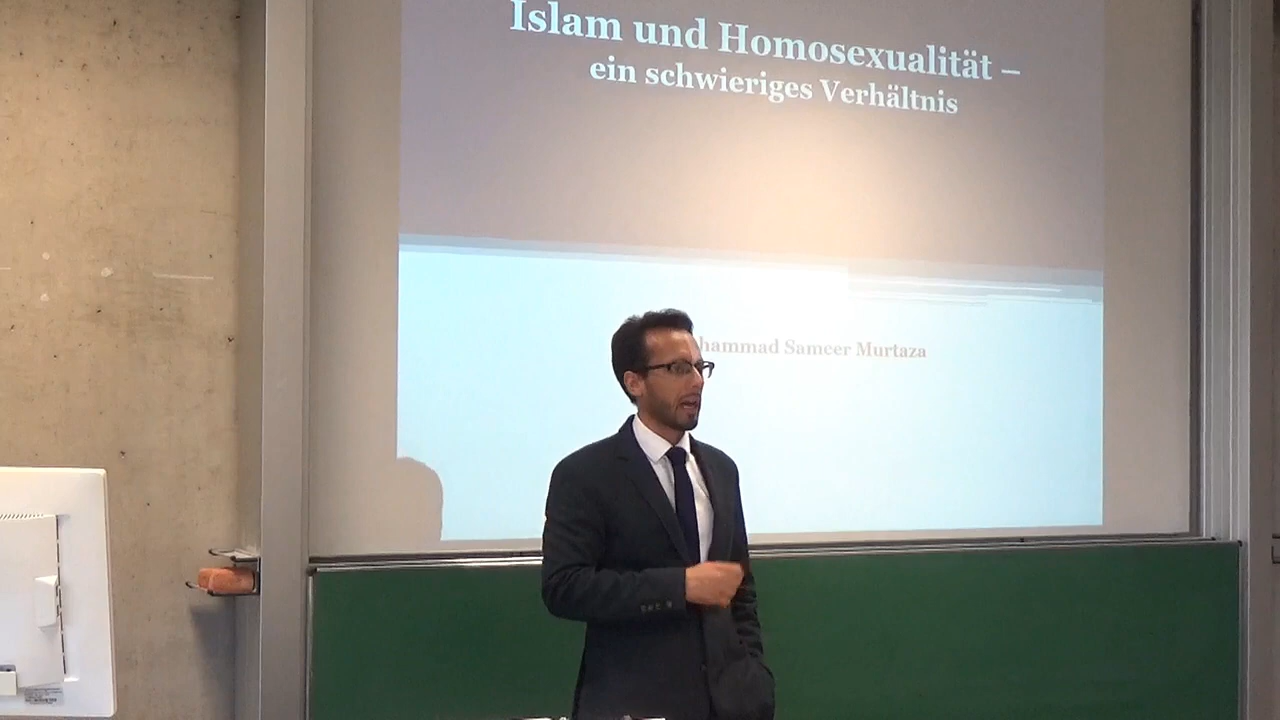 Islam und Homosexualität –
ein schwieriges Verhältnis
hammad Sameer Murtaza